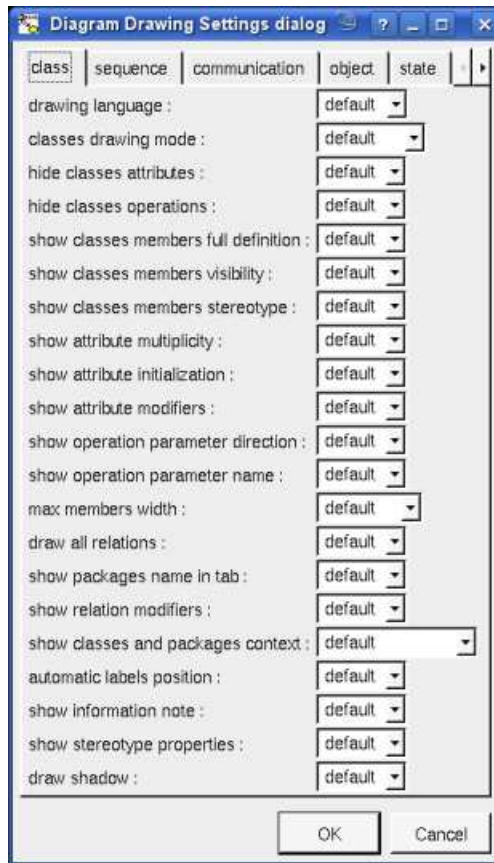 Diagram Drawing Settings dialog
class sequence communication object state
drawing language : default
classes drawing mode : default
hide classes attributes : default
hide classes operations : default
show classes members full definition : default
show classes members visibility : default
show classes members stereotype : default
show attribute multiplicity : default
show attribute initialization : default
show attribute modifiers : default
show operation parameter direction : default
show operation parameter name : default
max members width : default
draw all relations : default
show packages name in tab : default
show relation modifiers : default
show classes and packages context : default
automatic labels position : default
show information note : default
show stereotype properties : default
draw shadow : default
OK Cancel